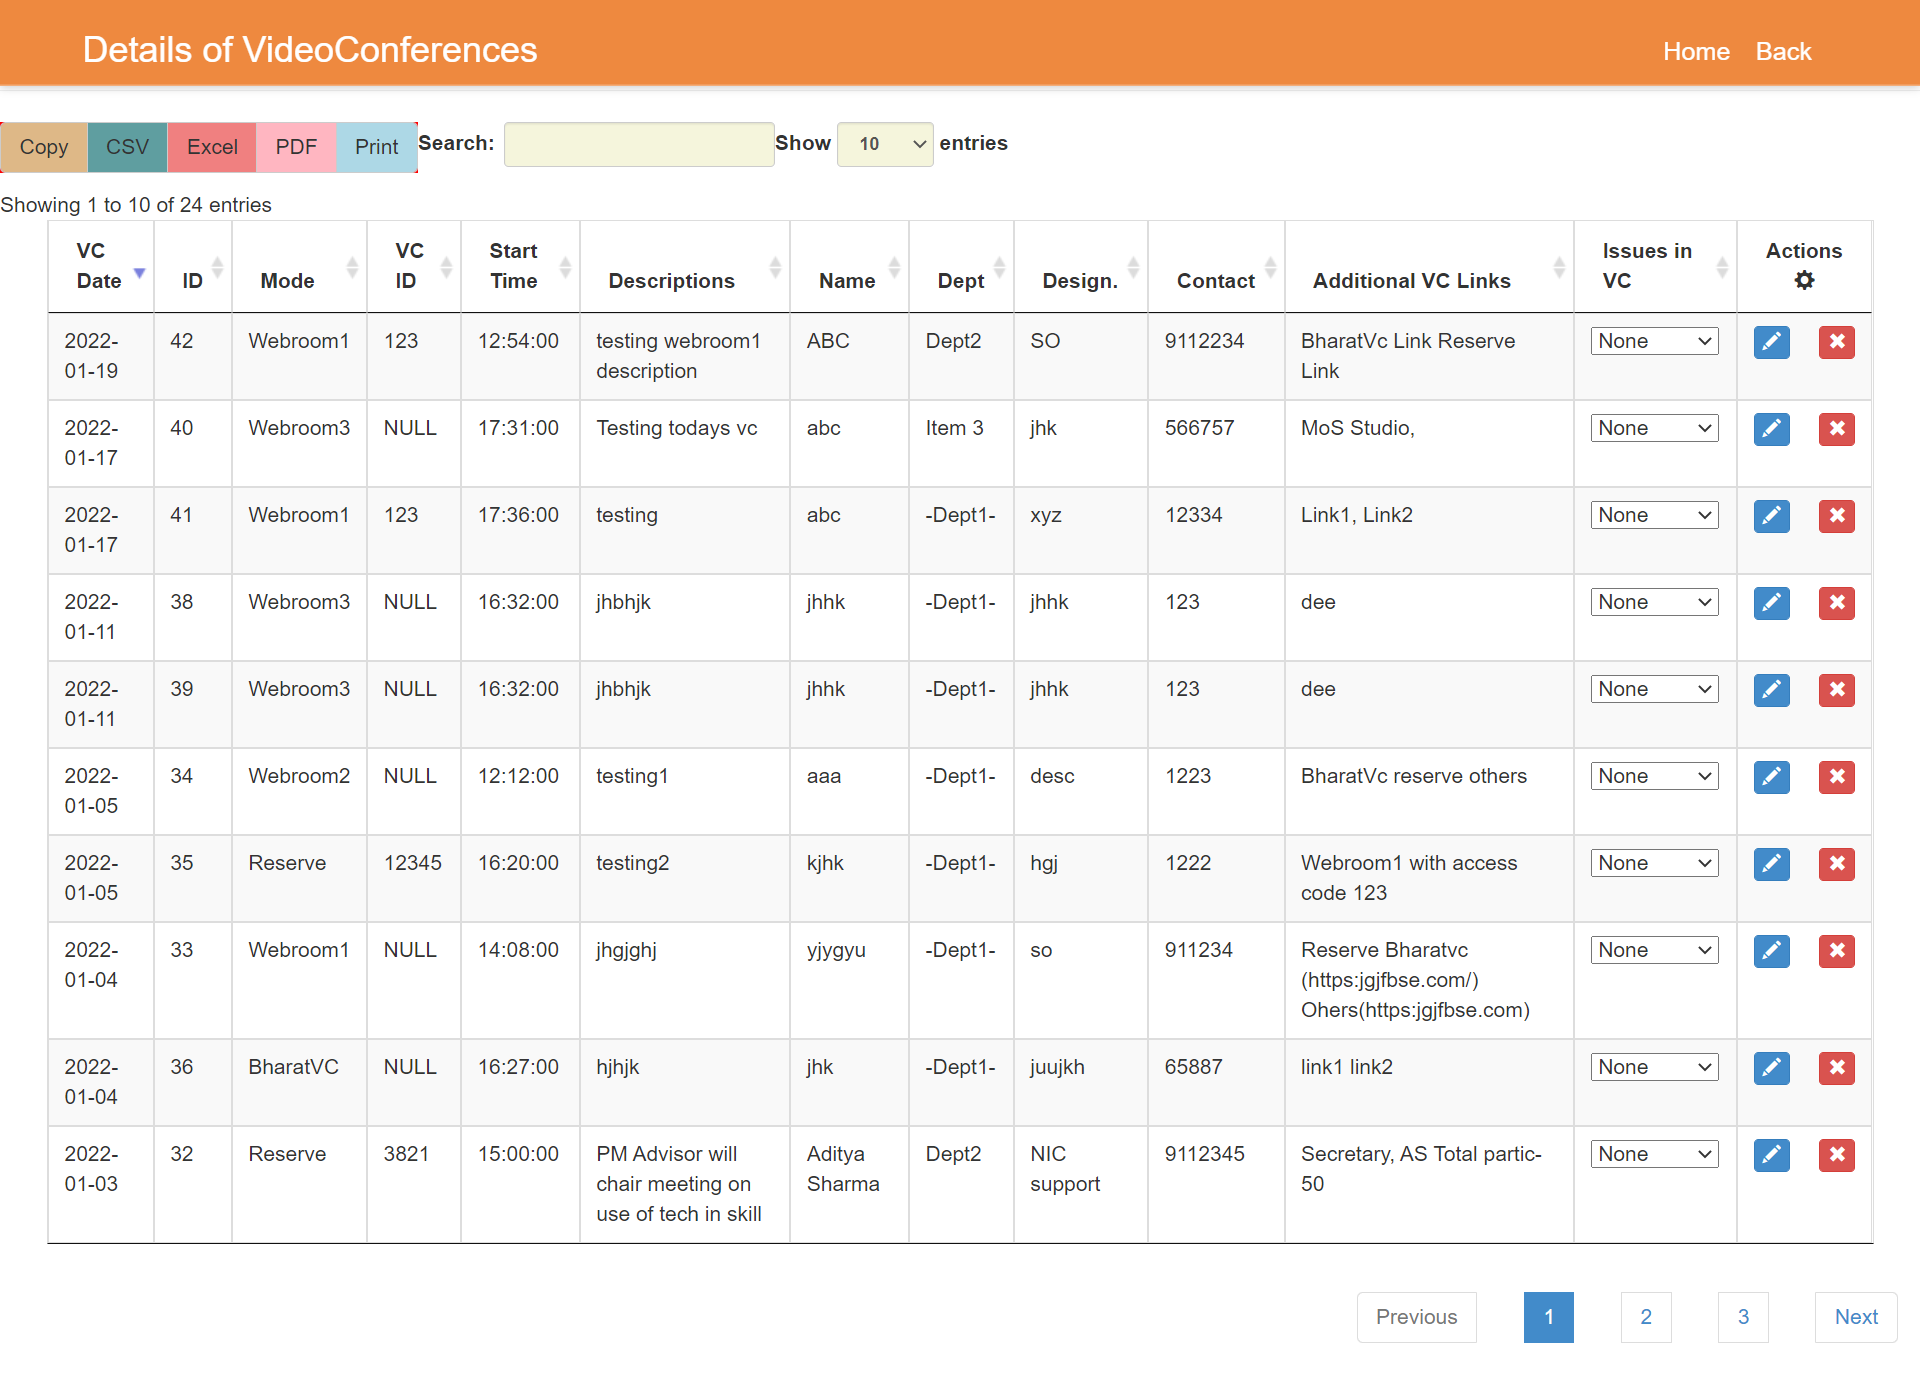 Details of VideoConferences
Home Back
Copy CSV Excel PDF Print Search: Show 10 entries
Showing 1 to 10 of 24 entries
VC Date ID Mode VC ID Start Time Descriptions Name Dept Design. Contact Additional VC Links Issues in VC Actions
2022-01-19 42 Webroom1 123 12:54:00 testing webroom1 description ABC Dept2 SO 9112234 BharatVc Link Reserve Link None
2022-01-17 40 Webroom3 NULL 17:31:00 Testing todays vc abc Item 3 jhk 566757 MoS Studio, None
2022-01-17 41 Webroom1 123 17:36:00 testing abc -Dept1- xyz 12334 Link1, Link2 None
2022-01-11 38 Webroom3 NULL 16:32:00 jhbhjk jhhk -Dept1- jhhk 123 dee None
2022-01-11 39 Webroom3 NULL 16:32:00 jhbhjk jhhk -Dept1- jhhk 123 dee None
2022-01-05 34 Webroom2 NULL 12:12:00 testing1 aaa -Dept1- desc 1223 BharatVc reserve others None
2022-01-05 35 Reserve 12345 16:20:00 testing2 kjhk -Dept1- hgj 1222 Webroom1 with access code 123 None
2022-01-04 33 Webroom1 NULL 14:08:00 jhgjghj yjygyu -Dept1- so 911234 Reserve Bharatvc (https:jgjfbse.com/) Ohers(https:jgjfbse.com) None
2022-01-04 36 BharatVC NULL 16:27:00 hjhjk jhk -Dept1- juujkh 65887 link1 link2 None
2022-01-03 32 Reserve 3821 15:00:00 PM Advisor will chair meeting on use of tech in skill Aditya Sharma Dept2 NIC support 9112345 Secretary, AS Total partic-50 None
Previous 1 2 3 Next